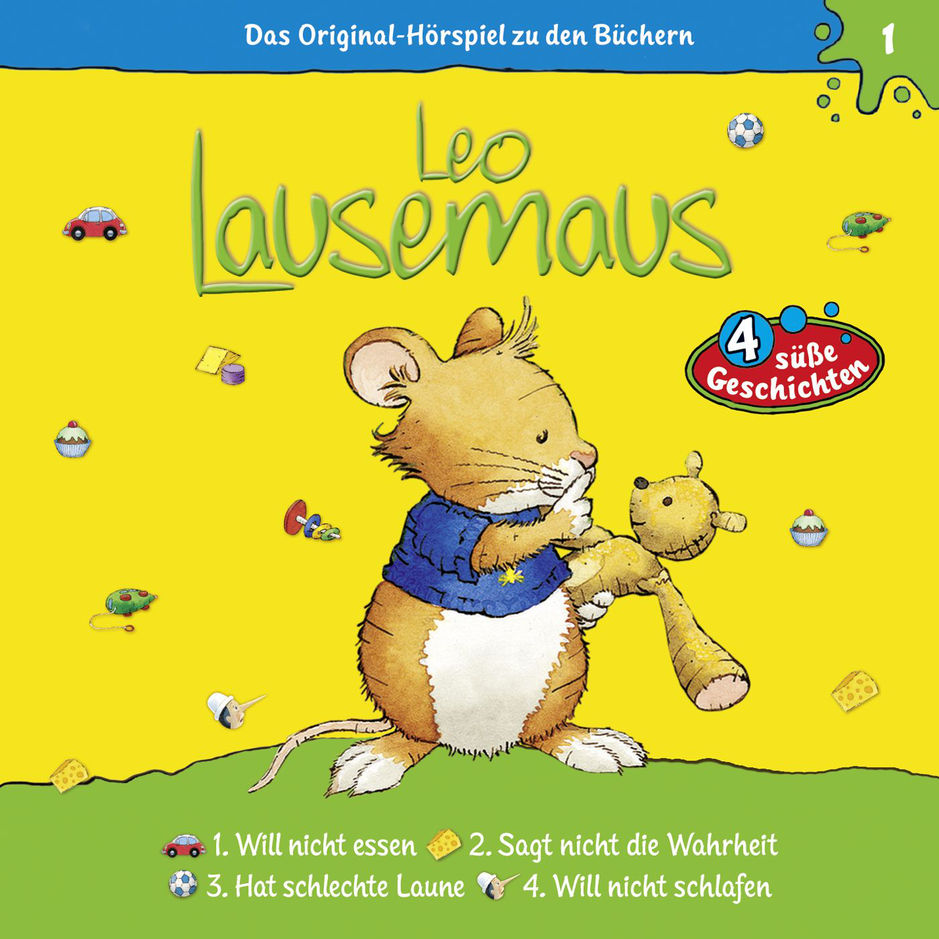 Das Original-Hörspiel zu den Büchern
1
Leo
Lausemaus
4
süße
Geschichten
1. Will nicht essen 2. Sagt nicht die Wahrheit
3. Hat schlechte Laune 4. Will nicht schlafen